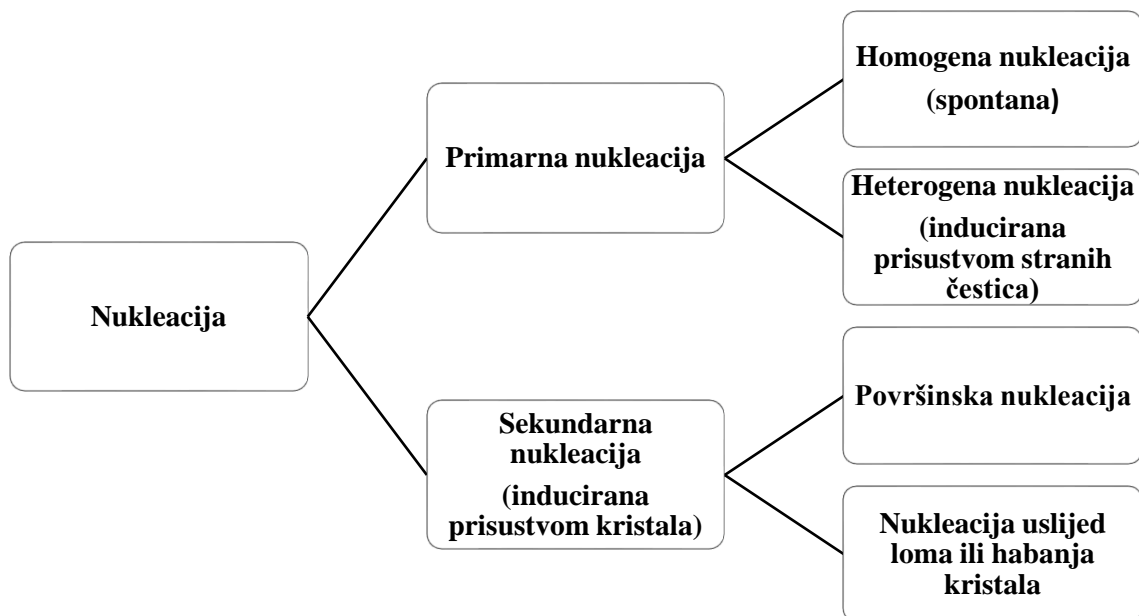 Nukleacija
Primarna nukleacija
Homogena nukleacija
(spontana)
Heterogena nukleacija
(inducirana
prisustvom stranih
čestica)
Sekundarna
nukleacija
(inducirana
prisustvom kristala)
Površinska nukleacija
Nukleacija uslijed
loma ili habanja
kristala